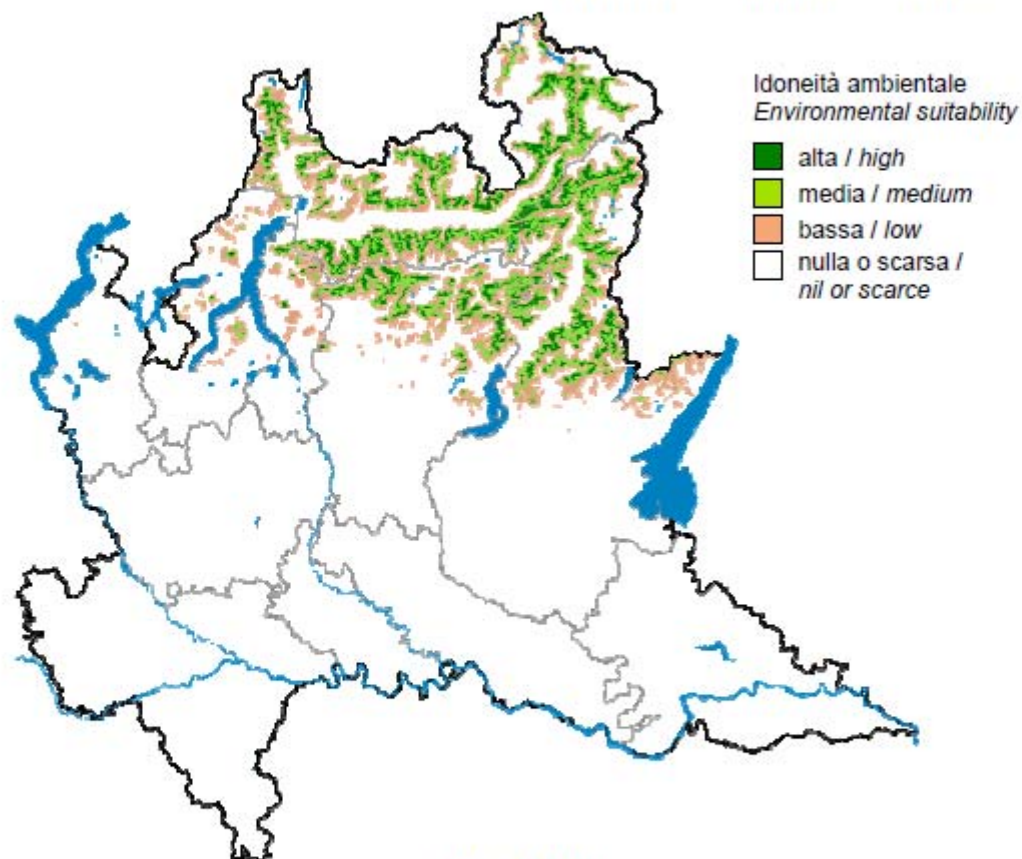 Idoneità ambientale
Environmental suitability
alta / high
media / medium
bassa / low
nulla o scarsa /
nil or scarce